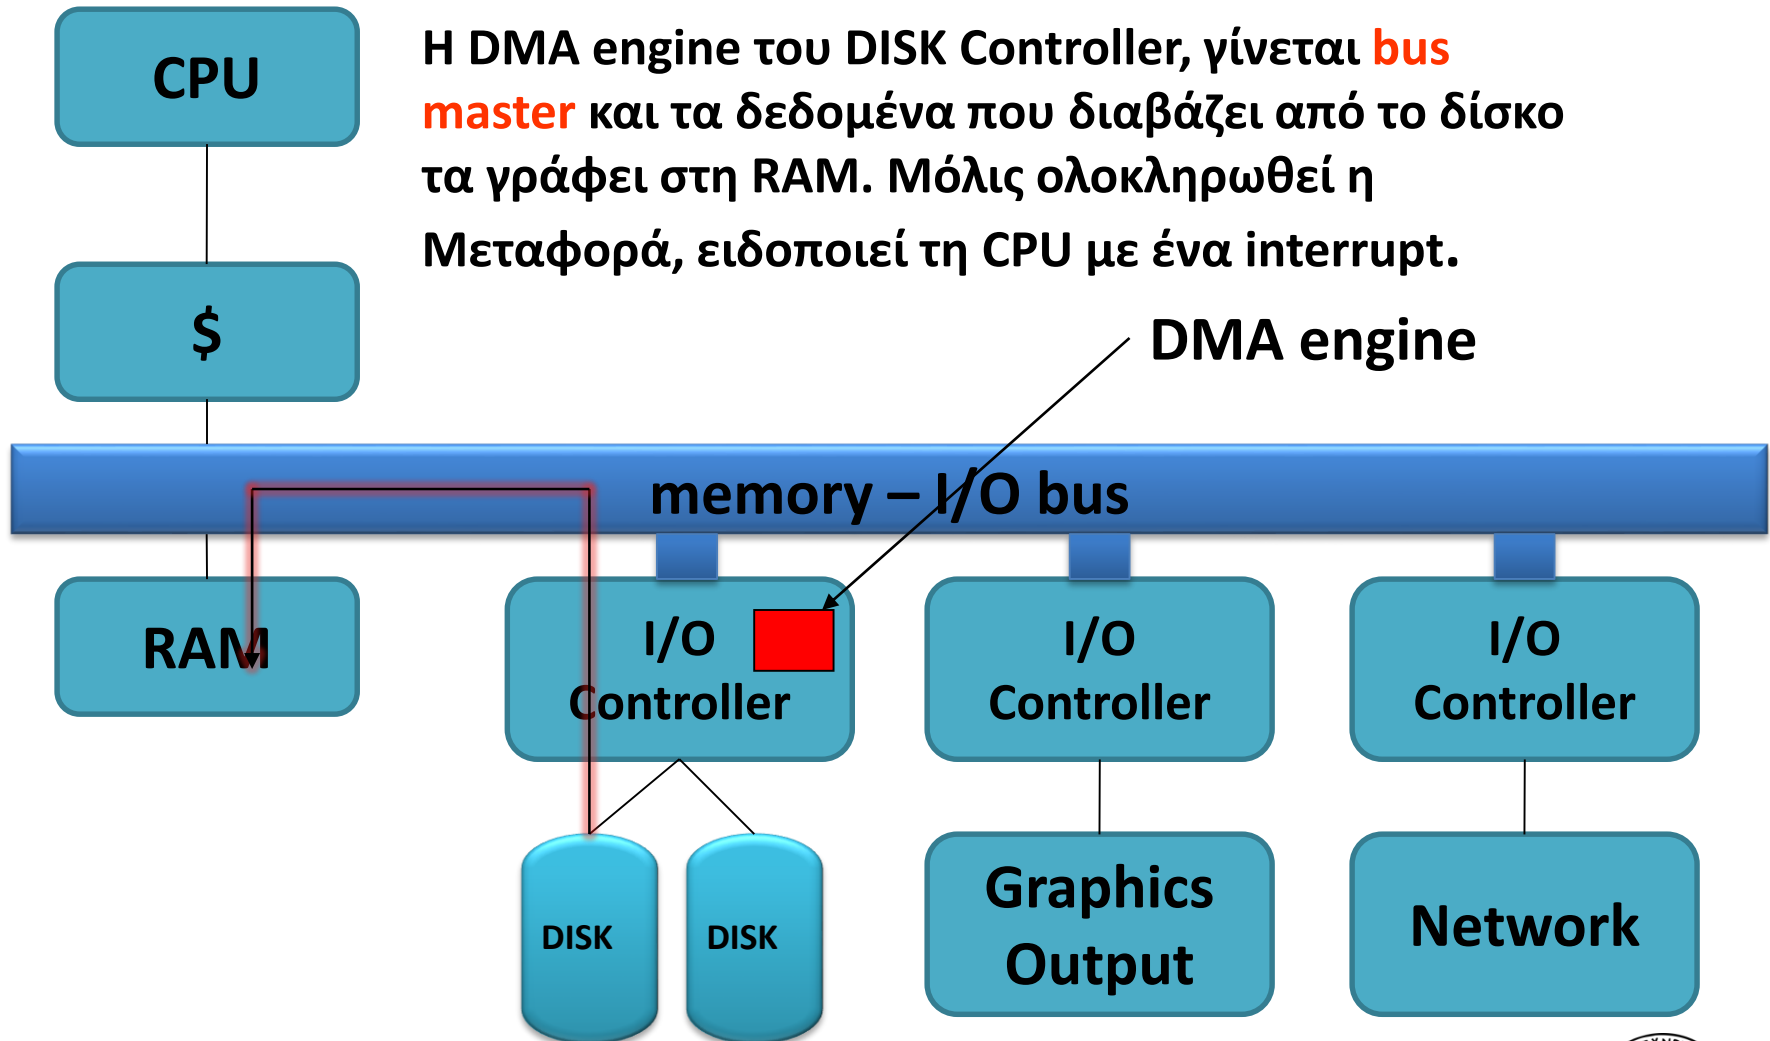 CPU
Η DMA engine του DISK Controller, γίνεται bus
master και τα δεδομένα που διαβάζει από το δίσκο
τα γράφει στη RAM. Μόλις ολοκληρωθεί η
Μεταφορά, ειδοποιεί τη CPU με ένα interrupt.
$
DMA engine
memory – I/O bus
RAM
I/O
Controller
I/O
Controller
I/O
Controller
DISK
DISK
Graphics
Output
Network